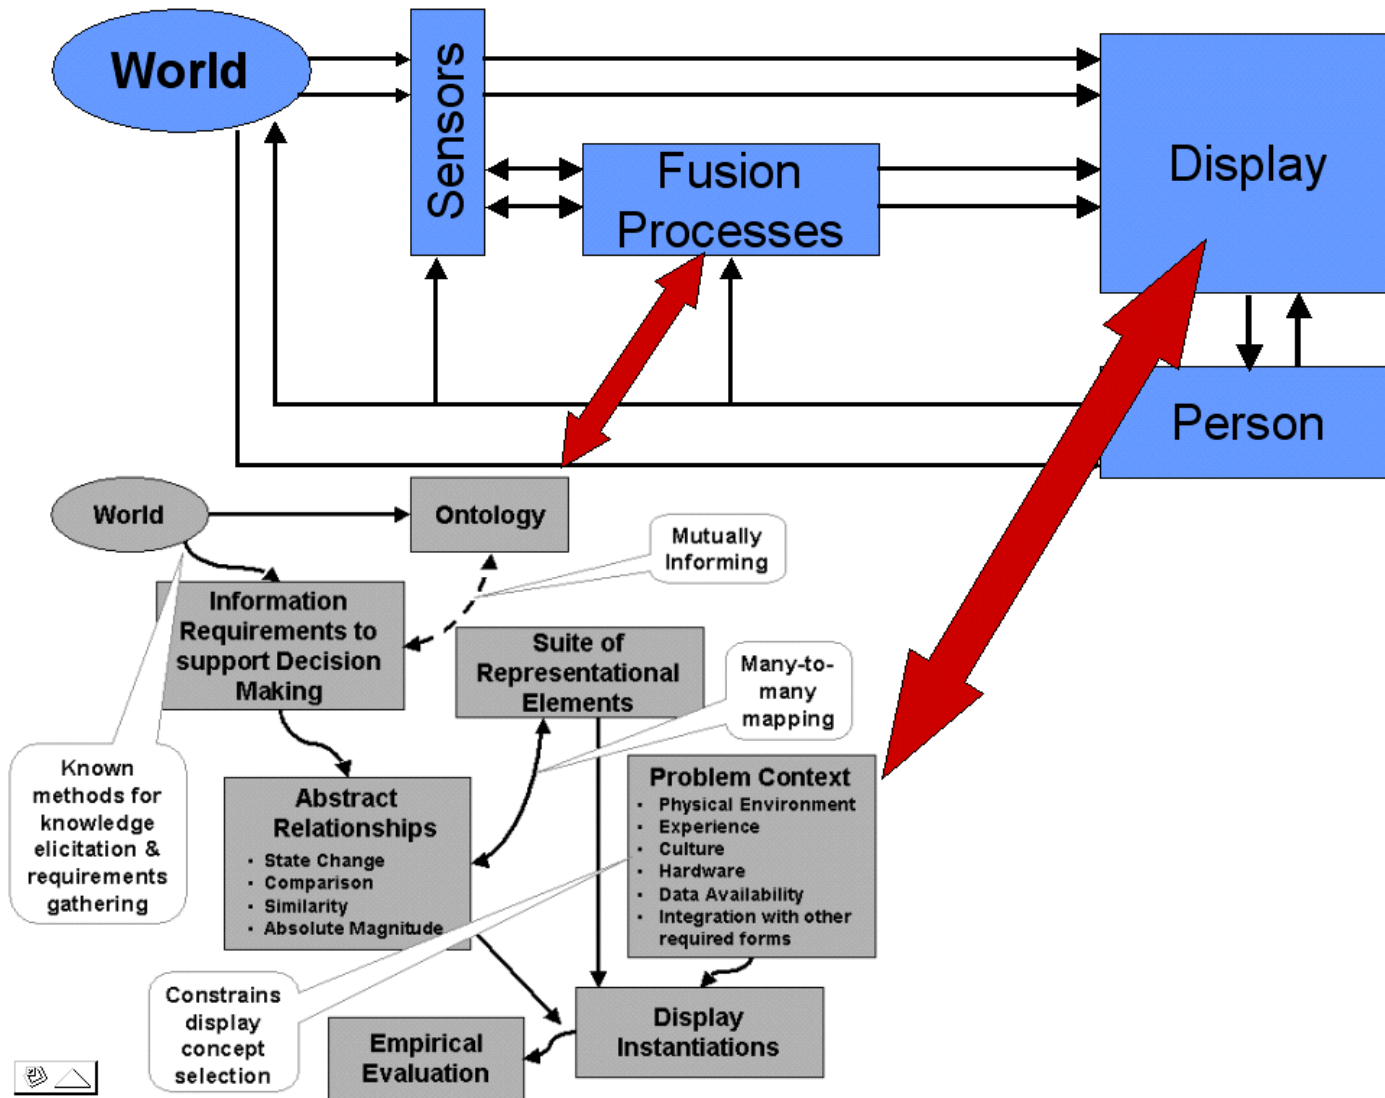 World
Sensors
Fusion
Processes
Display
Person
World
Ontology
Mutually
Informing
Information
Requirements to
support Decision
Making
Suite of
Representational
Elements
Many-to-
many
mapping
Known
methods for
knowledge
elicitation &
requirements
gathering
Abstract
Relationships
• State Change
• Comparison
• Similarity
• Absolute Magnitude
Problem Context
• Physical Environment
• Experience
• Culture
• Hardware
• Data Availability
• Integration with other
required forms
Constrains
display
concept
selection
Empirical
Evaluation
Display
Instantiations